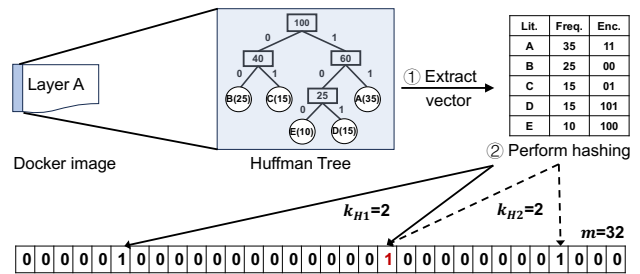 Layer A
Docker image
100
0 1
40 60
0 1 0 1
B(25) C(15) 25 A(35)
0 1
E(10) D(15)
Huffman Tree
① Extract
vector
Lit. Freq. Enc.
A 35 11
B 25 00
C 15 01
D 15 101
E 10 100
② Perform hashing
k_H1=2
k_H2=2
m=32
0 0 0 0 0 1 0 0 0 0 0 0 0 0 0 0 0 0 0 1 0 0 0 0 0 0 0 0 1 0 0 0